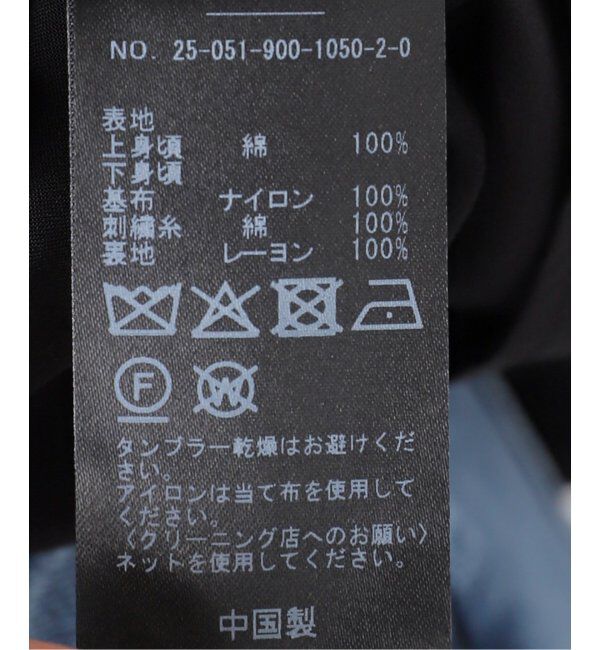 NO. 25-051-900-1050-2-0
表地
上身頃 綿 100%
下身頃
基布 ナイロン 100%
刺繍糸 綿 100%
裏地 レーヨン 100%
F W
タンブラー乾燥はお避けくだ
さい。
アイロンは当て布を使用して
ください。
〈クリーニング店へのお願い〉
ネットを使用してください。
中国製